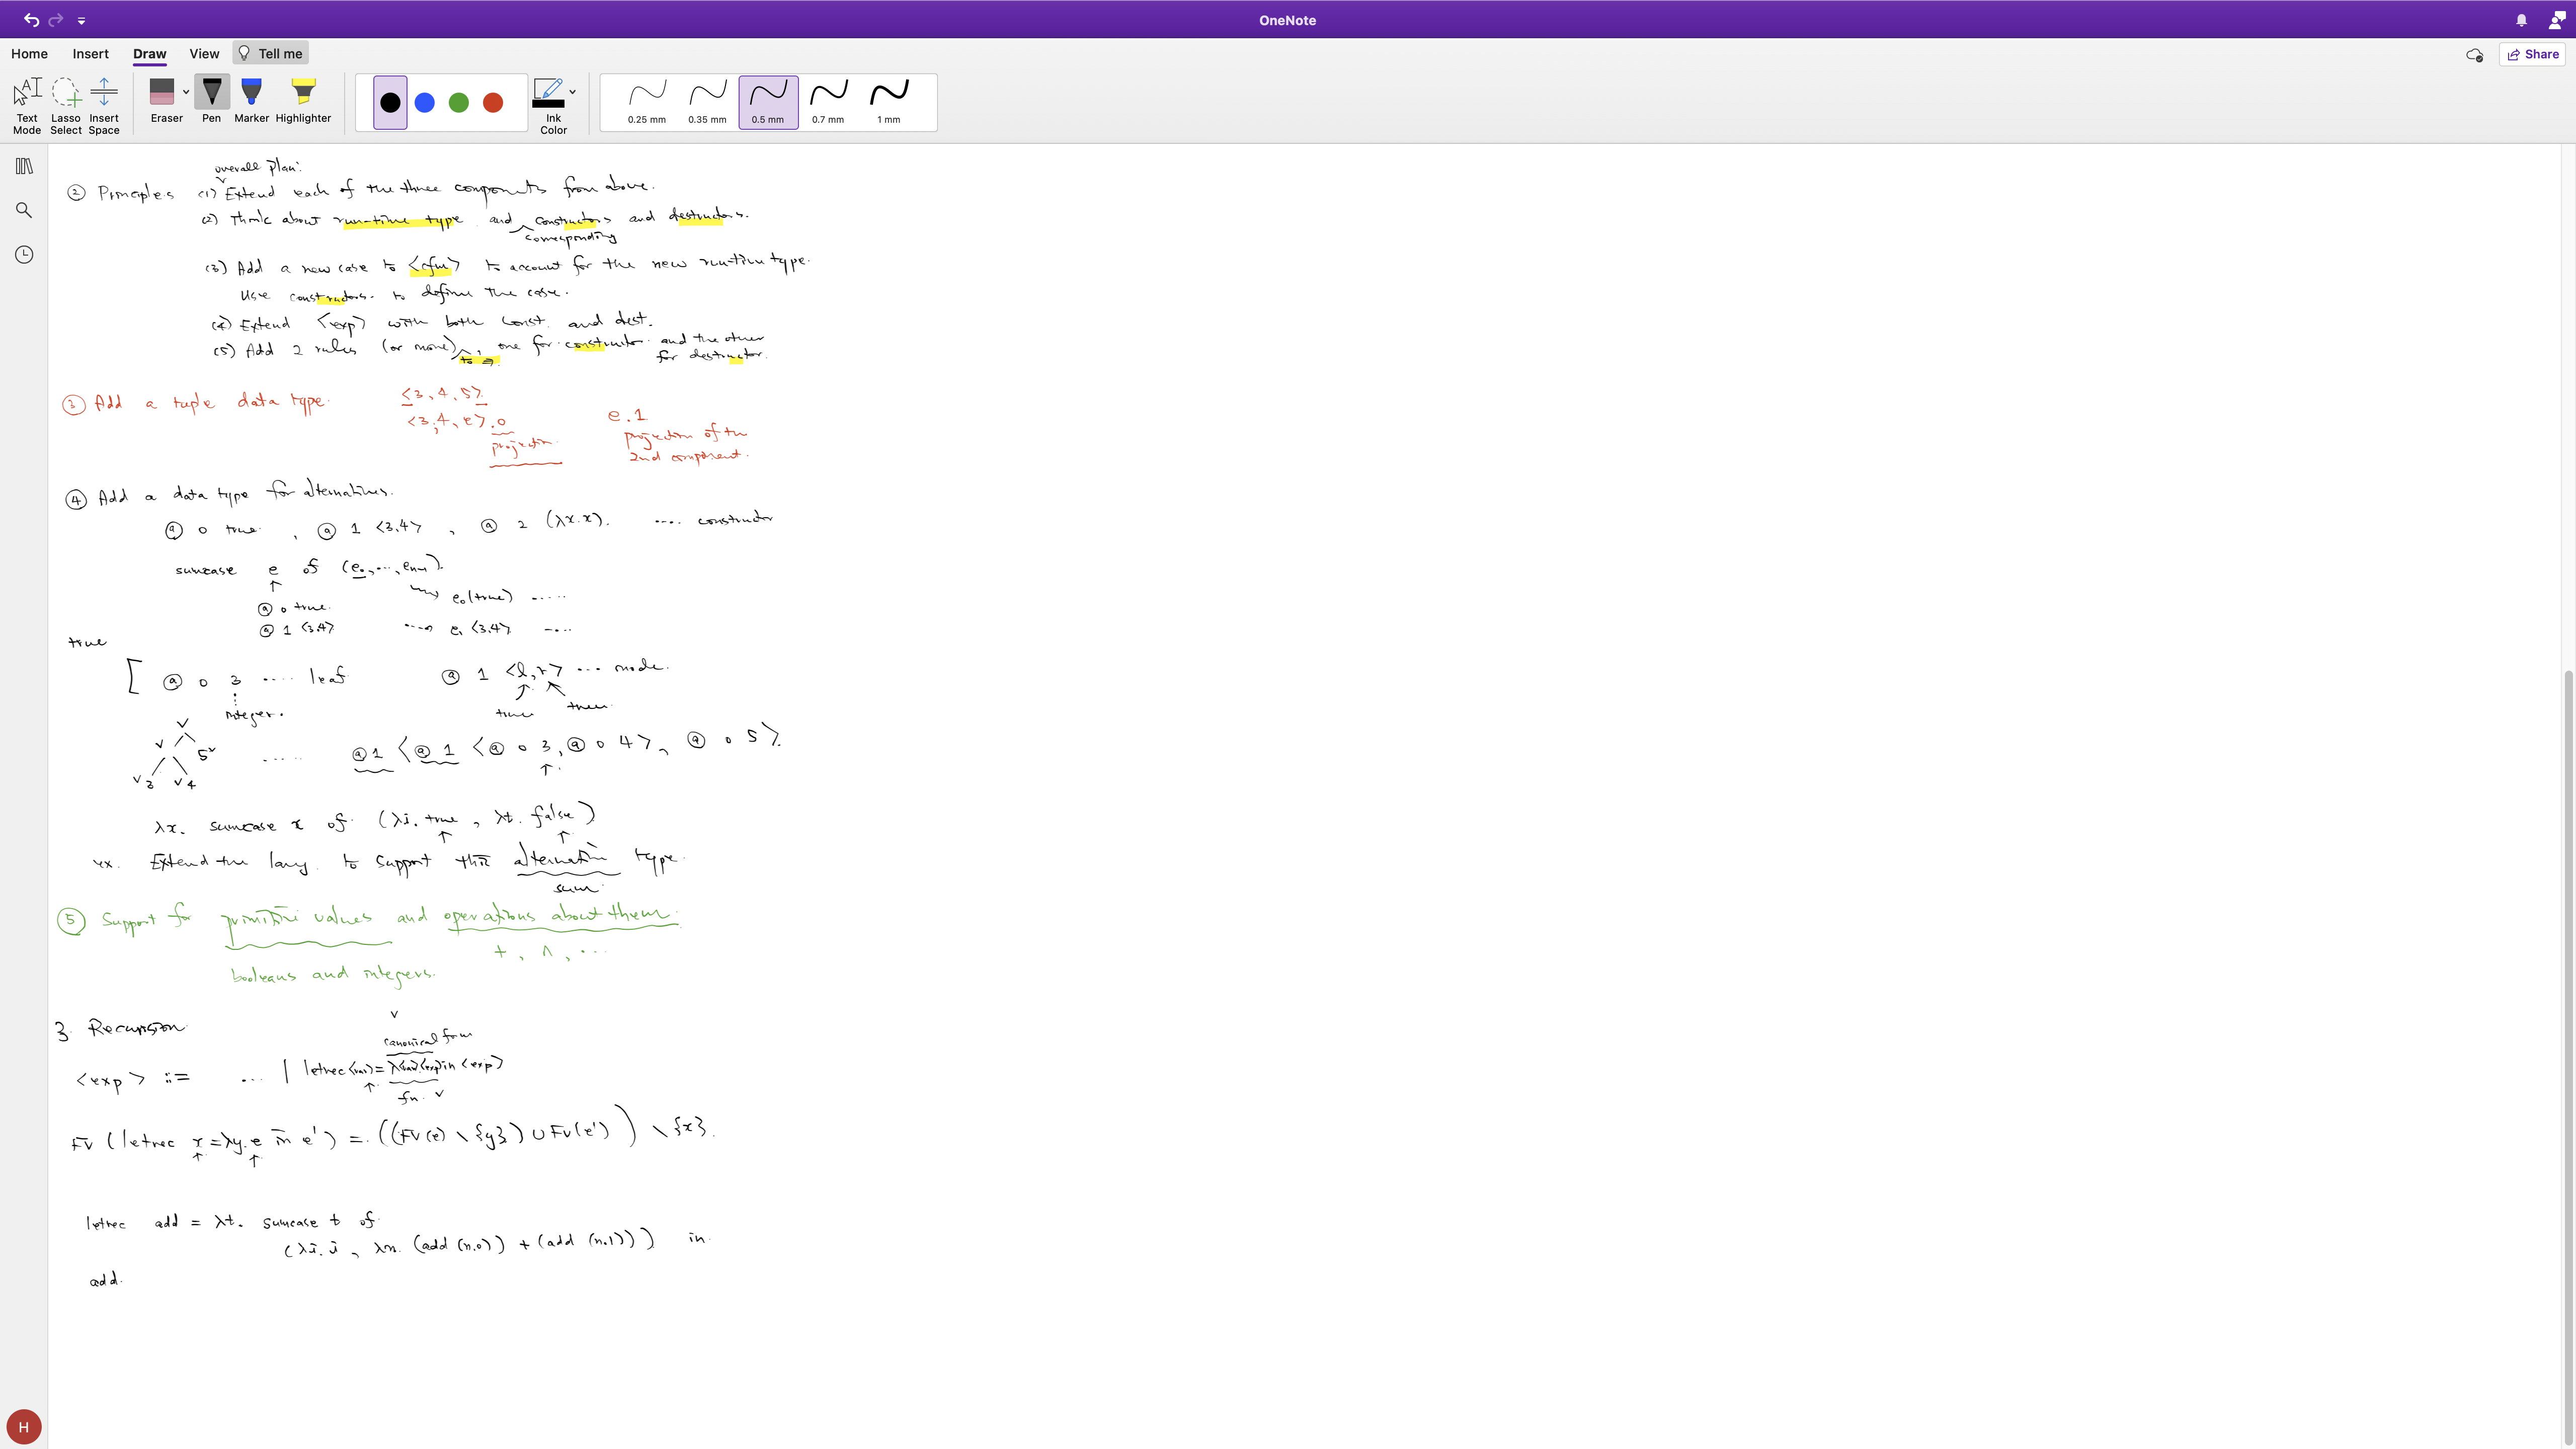 OneNote
Home Insert Draw View Tell me
Share
Text Mode
Lasso Select
Insert Space
Eraser
Pen
Marker
Highlighter
Ink Color
0.25 mm
0.35 mm
0.5 mm
0.7 mm
1 mm
overall plan:
② Principles (1) Extend each of the three components from above.
(2) Think about run-time type and constructors and destructors.
corresponding
(3) Add a new case to <cfm> to account for the new run-time type.
Use constructors to define the case.
(4) Extend <exp> with both const. and dest.
(5) Add 2 rules (or more), one for constructor and the other
to ⇒
for destructor.
③ Add a tuple data type.
<3, 4, 5>
<3, 4, e>.0
projection
e.1
projection of the
2nd component.
④ Add a data type for alternatives.
@ 0 true , @ 1 <3,4> , @ 2 (λx.x). .... constructor
sumcase e of (e₀, ..., eₙ₋₁).
↑
@ 0 true. ⇝ e₀(true) .....
@ 1 <3,4> ....→ e₁ <3,4> ....
true
[ @ 0 3 .... leaf
integer.
@ 1 <l,r> ... node.
tree tree
5
3 4
..... @ 1 < @ 1 < @ 0 3, @ 0 4 >, @ 0 5 >
↑
λx. sumcase x of (λi. true , λt. false)
↑ ↑
ex. Extend the lang. to support this alternative type.
sum
⑤ Support for primitive values and operations about them.
+ , ∧ , ...
booleans and integers.
3. Recursion
v
canonical form
<exp> ::= ... | letrec <var> = λ<var>.<exp> in <exp>
↑
fn. v
FV (letrec x = λy. e in e') = ((FV(e) \ {y}) ∪ FV(e')) \ {x}.
↑ ↑
letrec add = λt. sumcase t of
(λi. i , λn. (add (n.0)) + (add (n.1))) in
add.
H